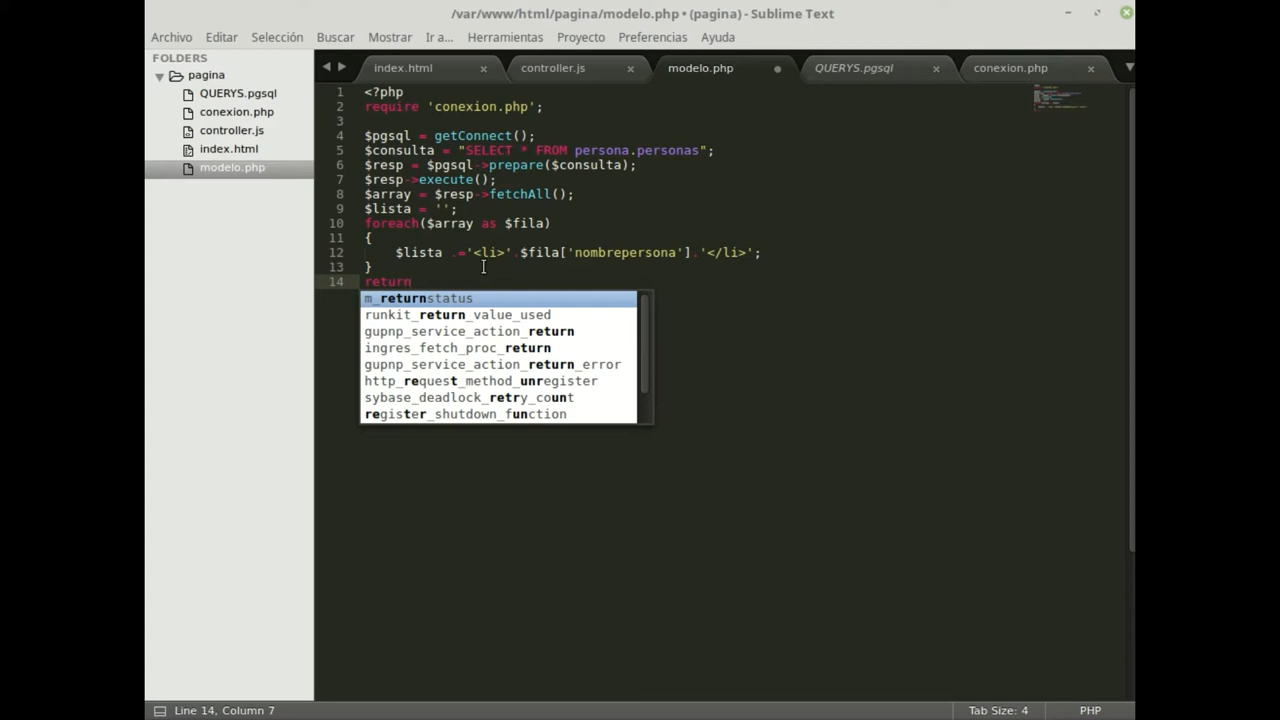 /var/www/html/pagina/modelo.php • (pagina) - Sublime Text
Archivo Editar Selección Buscar Mostrar Ir a... Herramientas Proyecto Preferencias Ayuda
FOLDERS
pagina
QUERYS.pgsql
conexion.php
controller.js
index.html
modelo.php
index.html controller.js modelo.php QUERYS.pgsql conexion.php
1 <?php
2 require 'conexion.php';
3
4 $pgsql = getConnect();
5 $consulta = "SELECT * FROM persona.personas";
6 $resp = $pgsql->prepare($consulta);
7 $resp->execute();
8 $array = $resp->fetchAll();
9 $lista = '';
10 foreach($array as $fila)
11 {
12 $lista .='<li>'.$fila['nombrepersona'].'</li>';
13 }
14 return
m_returnstatus
runkit_return_value_used
gupnp_service_action_return
ingres_fetch_proc_return
gupnp_service_action_return_error
http_request_method_unregister
sybase_deadlock_retry_count
register_shutdown_function
Line 14, Column 7 Tab Size: 4 PHP